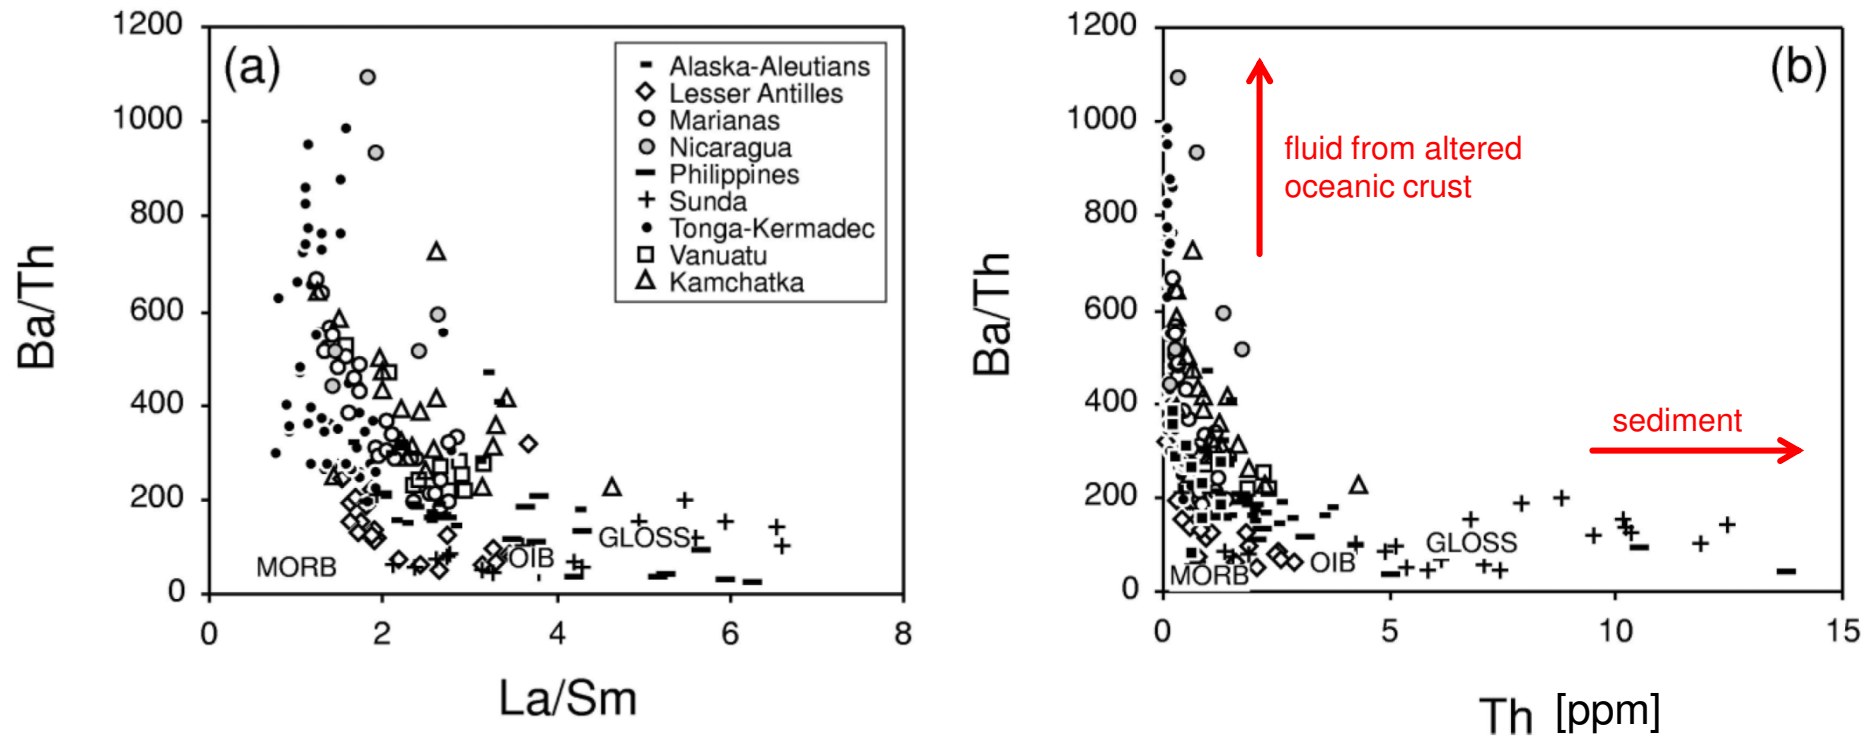 (a)
1200
1000
800
600
400
200
0
Ba/Th
0 2 4 6 8
La/Sm
Alaska-Aleutians
Lesser Antilles
Marianas
Nicaragua
Philippines
Sunda
Tonga-Kermadec
Vanuatu
Kamchatka
MORB
OIB
GLOSS
(b)
1200
1000
800
600
400
200
0
Ba/Th
fluid from altered
oceanic crust
sediment
MORB
OIB
GLOSS
0 5 10 15
Th [ppm]